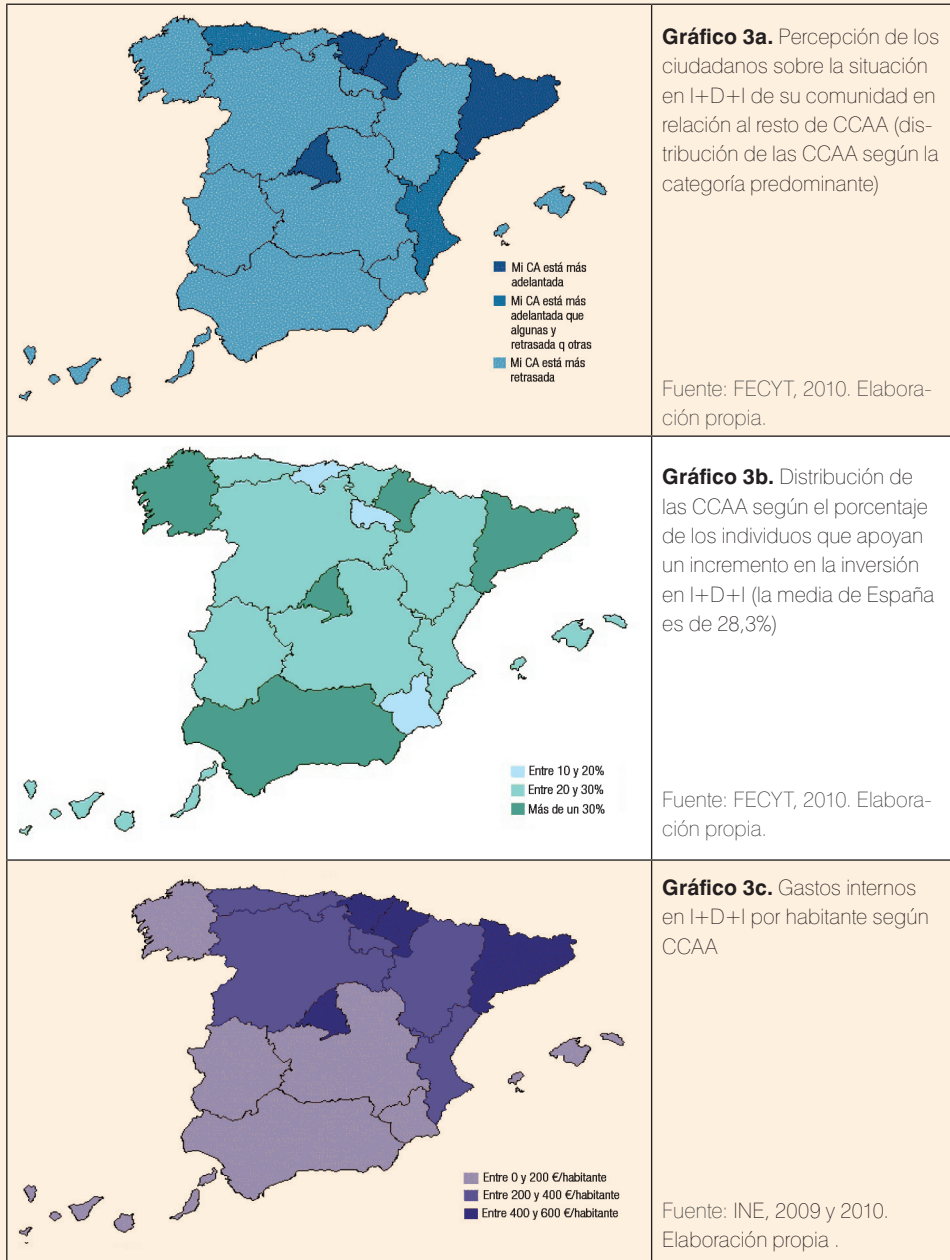 Gráfico 3a. Percepción de los
ciudadanos sobre la situación
en I+D+I de su comunidad en
relación al resto de CCAA (dis-
tribución de las CCAA según la
categoría predominante)
Mi CA está más
adelantada
Mi CA está más
adelantada que
algunas y
retrasada q otras
Mi CA está más
retrasada
Fuente: FECYT, 2010. Elabora-
ción propia.
Gráfico 3b. Distribución de
las CCAA según el porcentaje
de los individuos que apoyan
un incremento en la inversión
en I+D+I (la media de España
es de 28,3%)
Entre 10 y 20%
Entre 20 y 30%
Más de un 30%
Fuente: FECYT, 2010. Elabora-
ción propia.
Gráfico 3c. Gastos internos
en I+D+I por habitante según
CCAA
Entre 0 y 200 €/habitante
Entre 200 y 400 €/habitante
Entre 400 y 600 €/habitante
Fuente: INE, 2009 y 2010.
Elaboración propia .